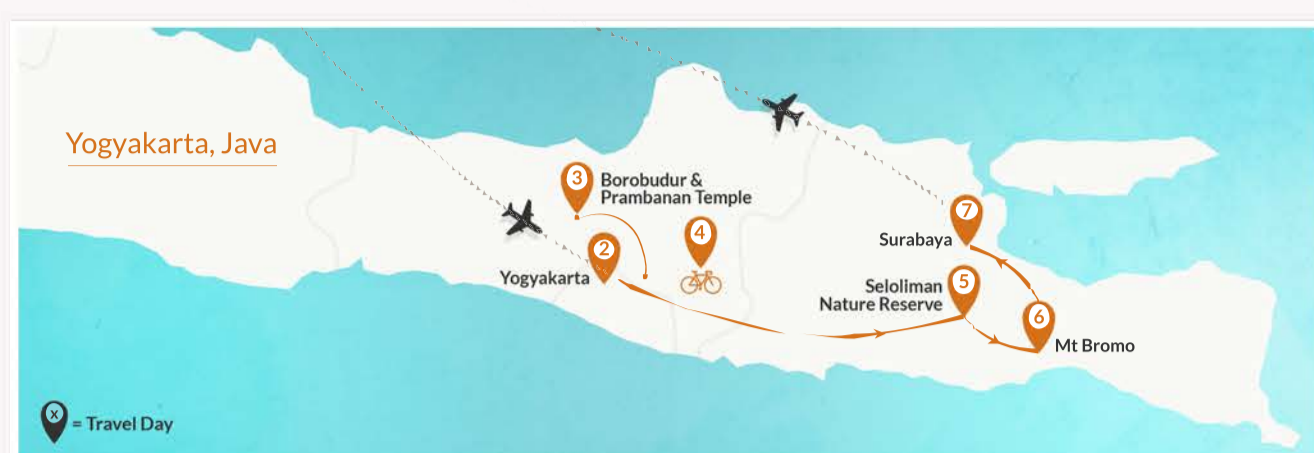 Yogyakarta, Java
3
Borobudur &
Prambanan Temple
4
2
Yogyakarta
7
Surabaya
5
Seloliman
Nature Reserve
6
Mt Bromo
x
= Travel Day